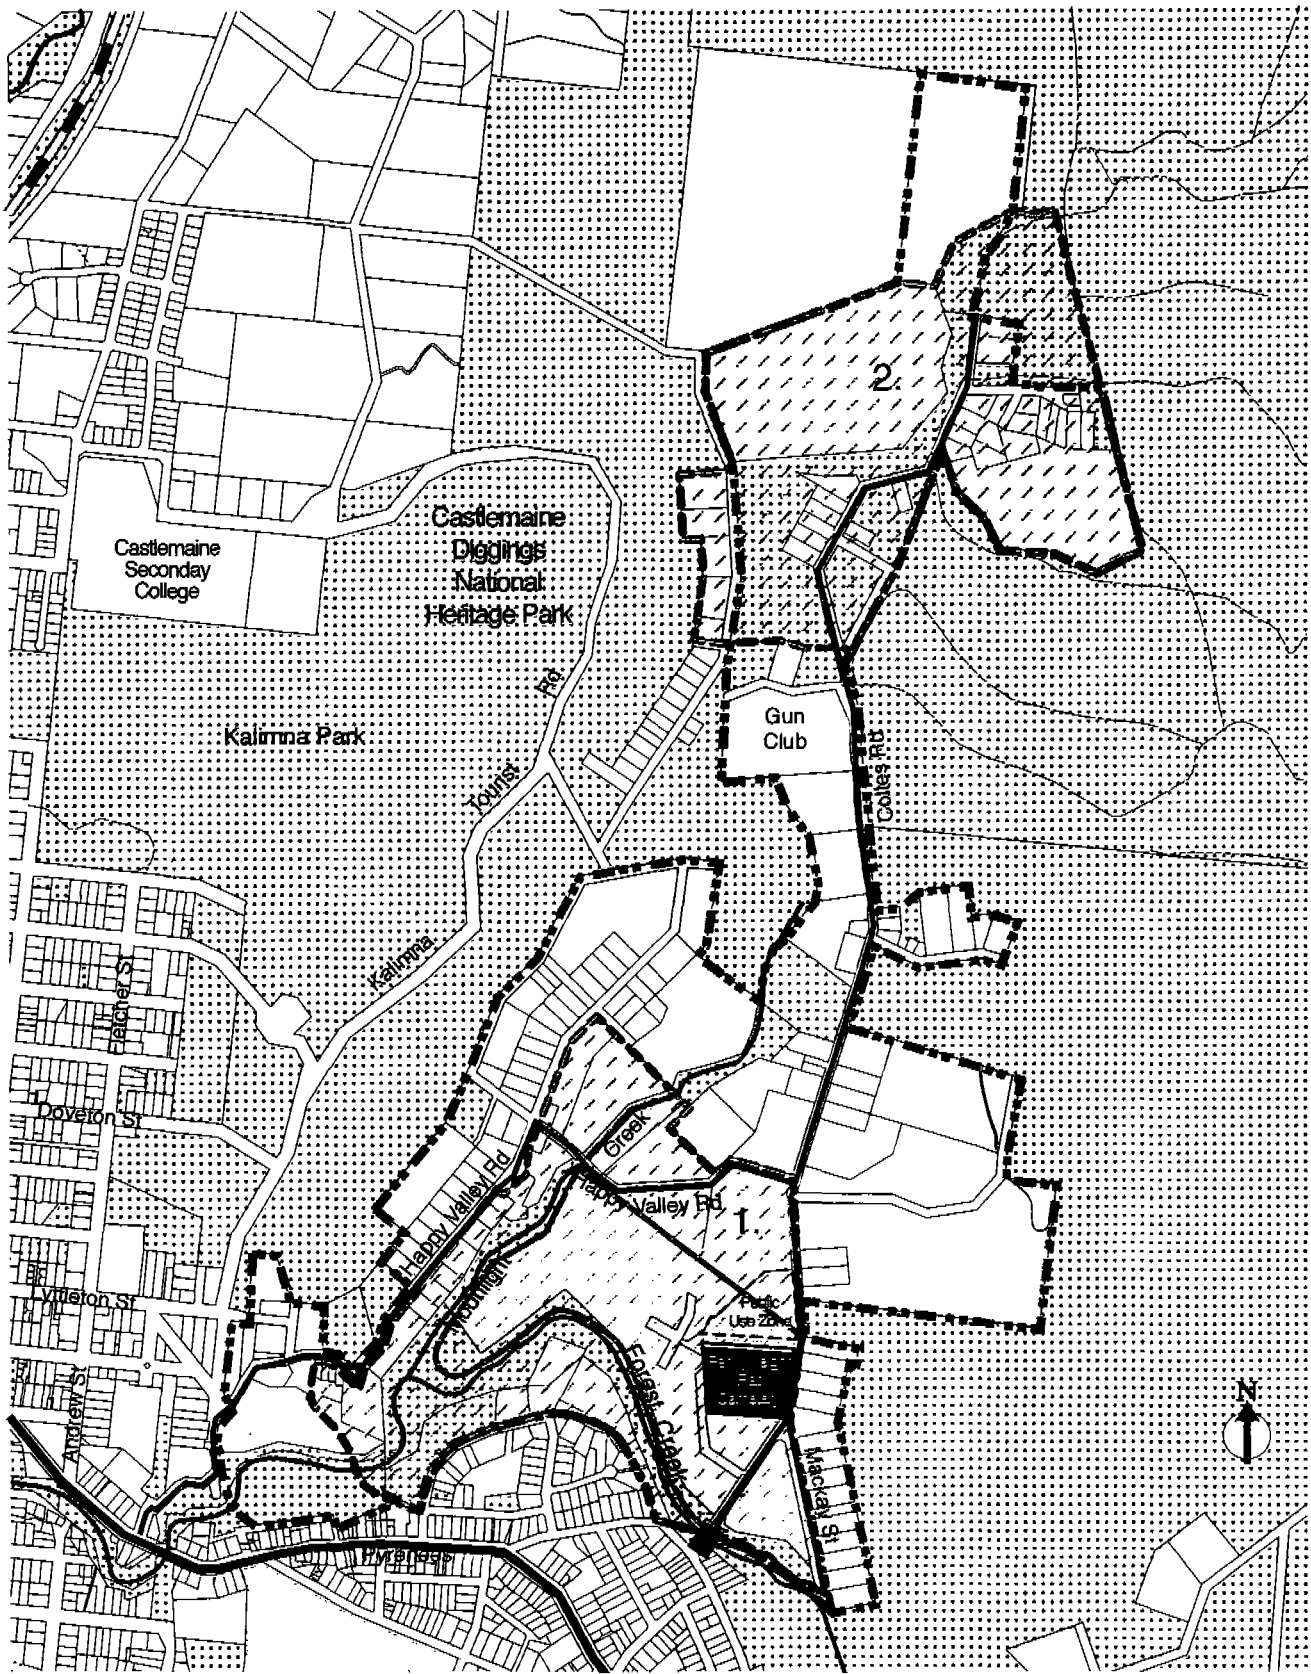 2
Castlemaine
Diggings
National
Heritage Park
Castlemaine
Seconday
College
Rd
Kalimna Park
Gun
Club
Coltes Rd
Tourist
Kalimna
Fletcher St
Doveton St
Creek
Happy Valley Rd
Happy Valley Rd
1
Moonlight
Lyttleton St
Public
Use Zone
Forest Creek
Andrew St
Mackay St
N
Pyrenees